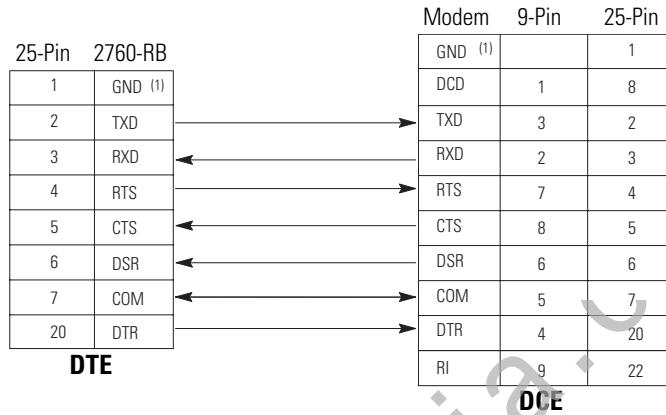 Modem 9-Pin 25-Pin
GND (1) 1
DCD 1 8
TXD 3 2
RXD 2 3
RTS 7 4
CTS 8 5
DSR 6 6
COM 5 7
DTR 4 20
RI 9 22
DCE
25-Pin 2760-RB
1 GND (1)
2 TXD
3 RXD
4 RTS
5 CTS
6 DSR
7 COM
20 DTR
DTE